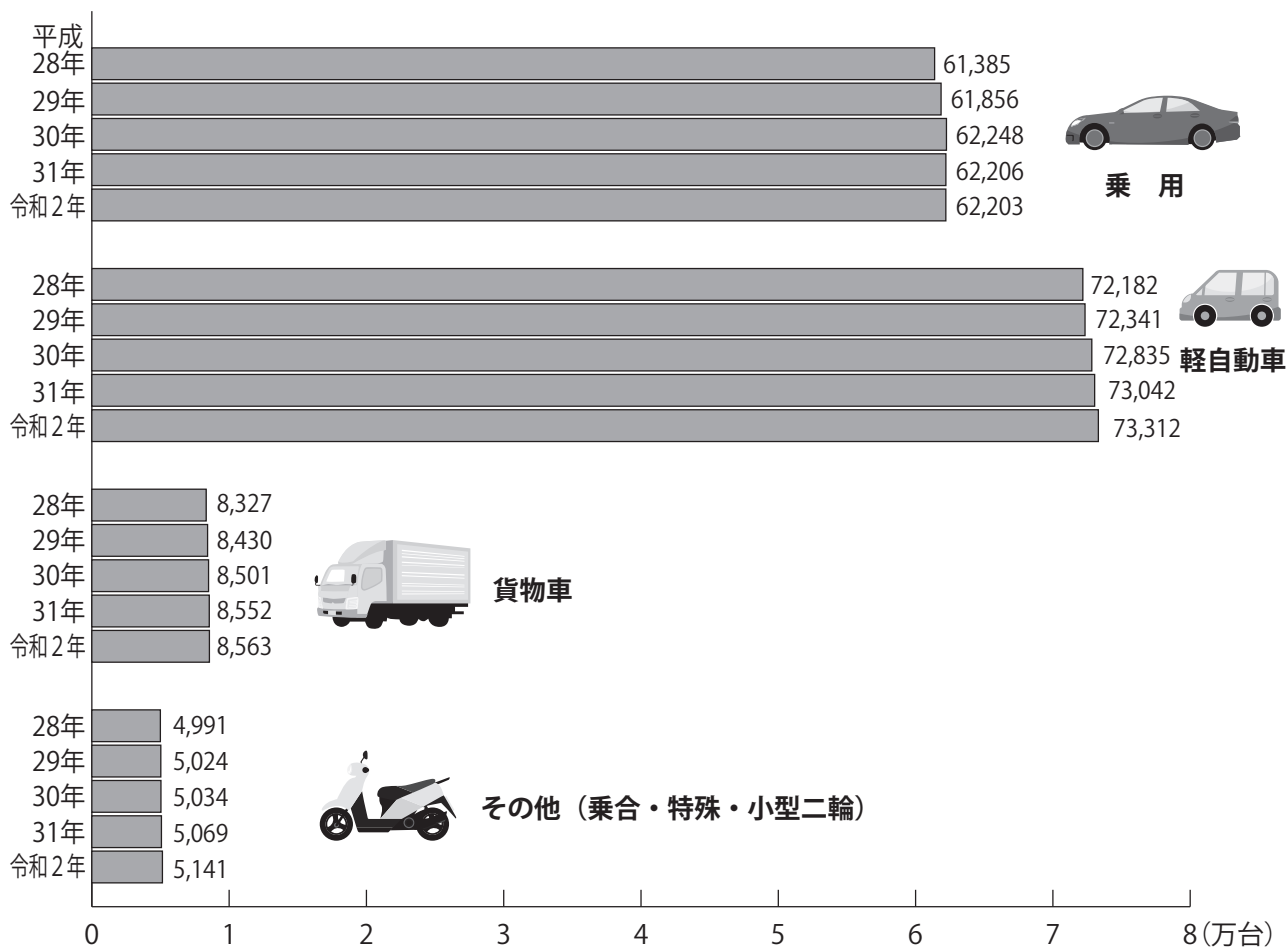 平成
28年 61,385
29年 61,856
30年 62,248
31年 62,206
令和2年 62,203
乗 用
28年 72,182
29年 72,341
30年 72,835
31年 73,042
令和2年 73,312
軽自動車
28年 8,327
29年 8,430
30年 8,501
31年 8,552
令和2年 8,563
貨物車
28年 4,991
29年 5,024
30年 5,034
31年 5,069
令和2年 5,141
その他（乗合・特殊・小型二輪）
0 1 2 3 4 5 6 7 8（万台）